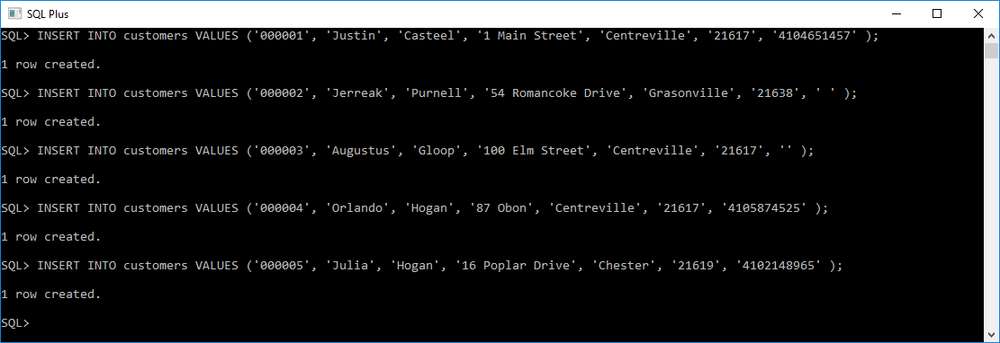 SQL Plus
SQL> INSERT INTO customers VALUES ('000001', 'Justin', 'Casteel', '1 Main Street', 'Centreville', '21617', '4104651457' );
1 row created.
SQL> INSERT INTO customers VALUES ('000002', 'Jerreak', 'Purnell', '54 Romancoke Drive', 'Grasonville', '21638', ' ' );
1 row created.
SQL> INSERT INTO customers VALUES ('000003', 'Augustus', 'Gloop', '100 Elm Street', 'Centreville', '21617', '' );
1 row created.
SQL> INSERT INTO customers VALUES ('000004', 'Orlando', 'Hogan', '87 Obon', 'Centreville', '21617', '4105874525' );
1 row created.
SQL> INSERT INTO customers VALUES ('000005', 'Julia', 'Hogan', '16 Poplar Drive', 'Chester', '21619', '4102148965' );
1 row created.
SQL>